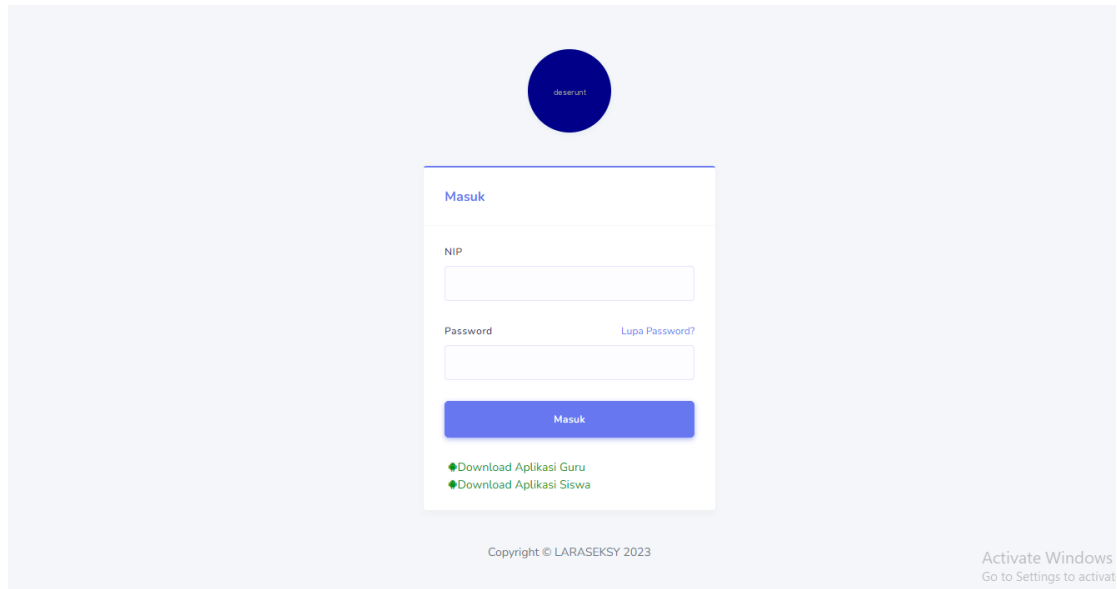 deserunt
Masuk
NIP
Password Lupa Password?
Masuk
Download Aplikasi Guru
Download Aplikasi Siswa
Copyright © LARASEKSY 2023
Activate Windows
Go to Settings to activat